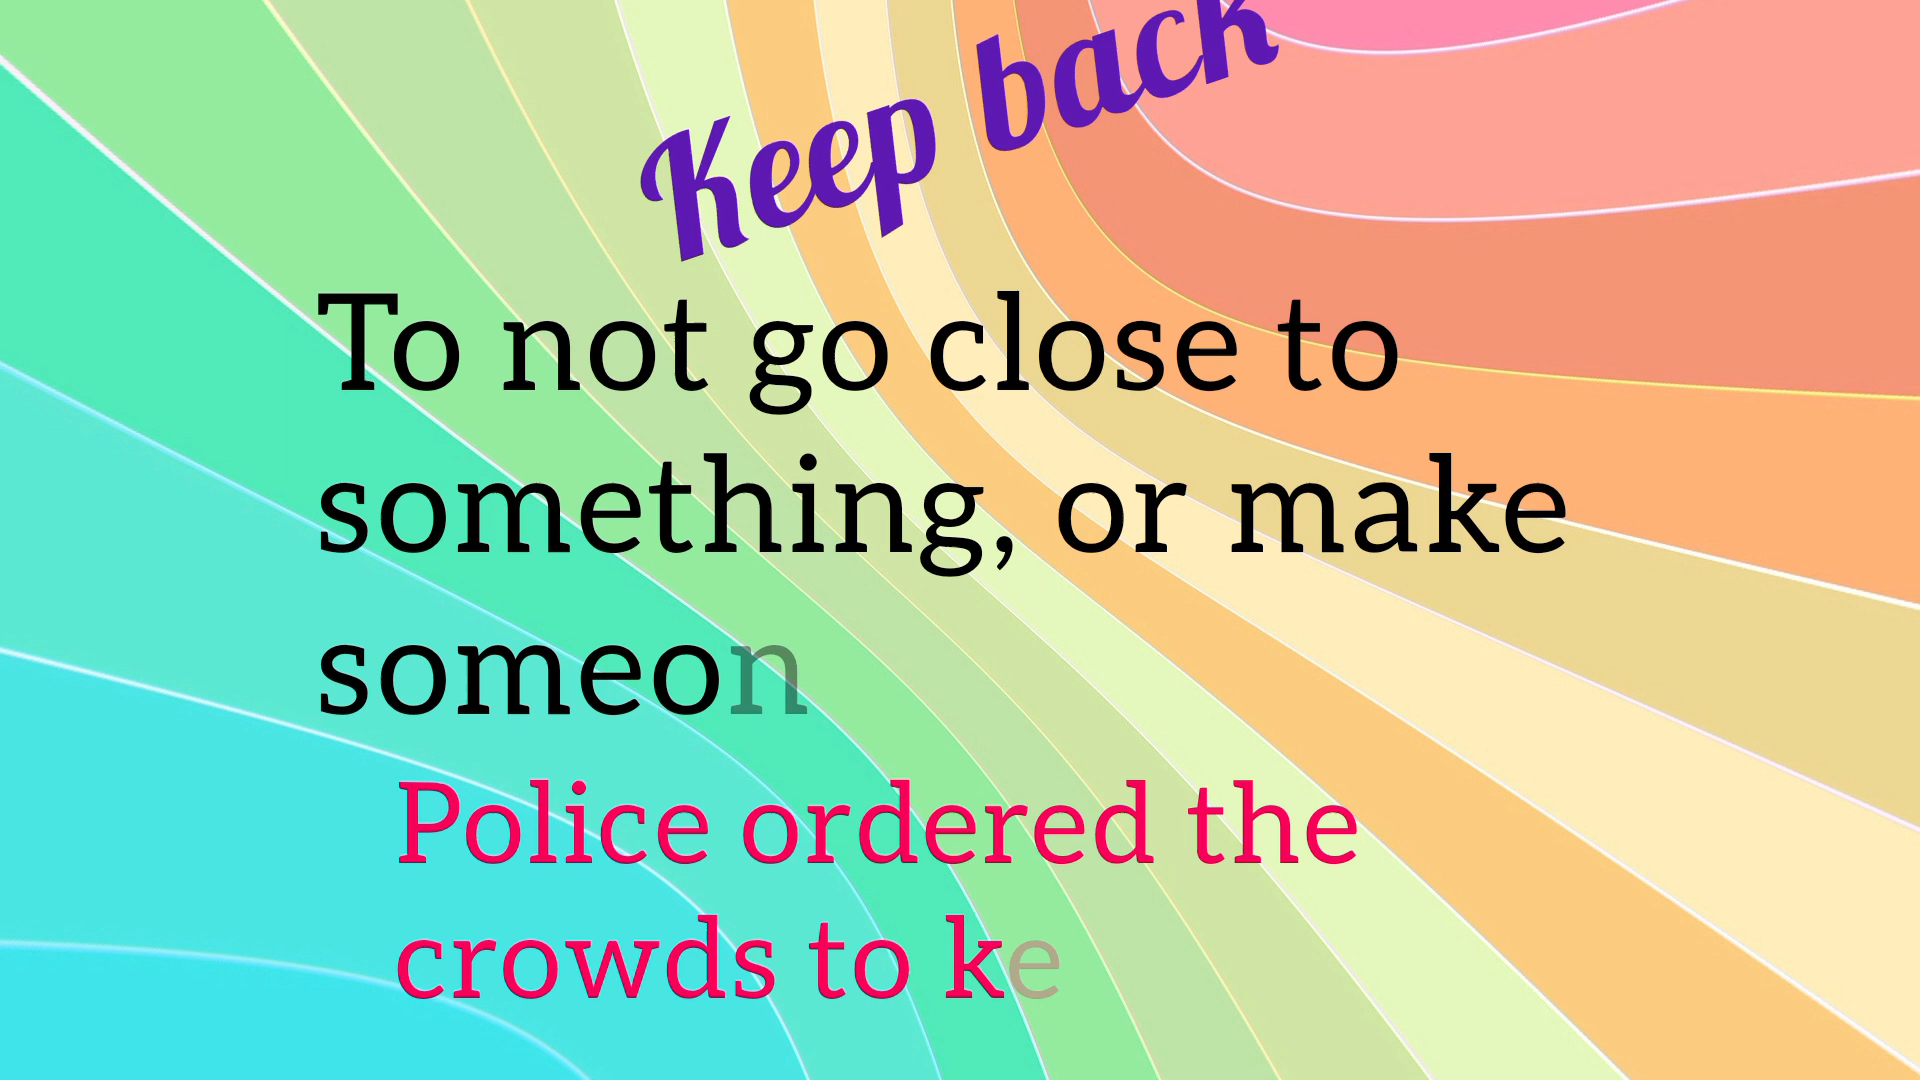 Keep back
To not go close to
something, or make
someon
Police ordered the
crowds to ke